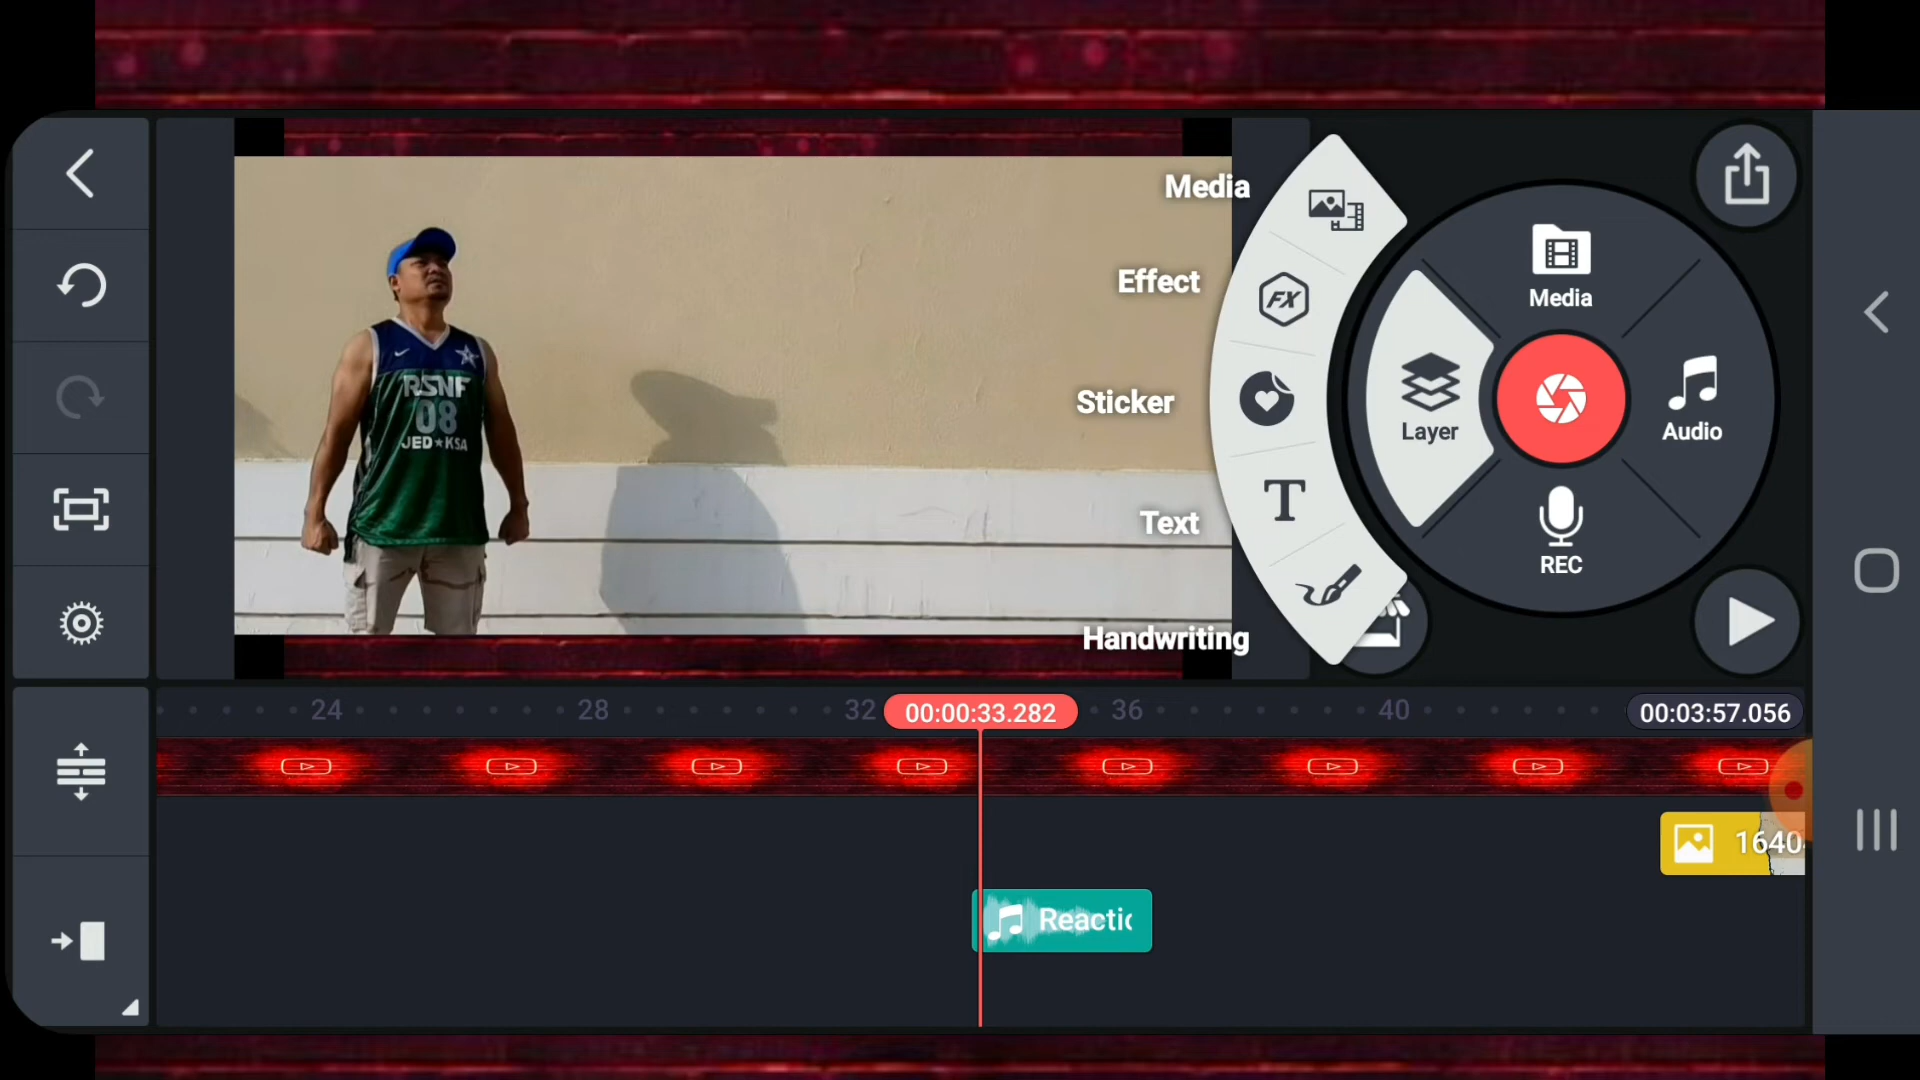 Media
Effect
Sticker
Text
Handwriting
FX
T
Media
Layer
Audio
REC
RSNF
08
JED★KSA
24
28
32
00:00:33.282
36
40
00:03:57.056
1640
Reactic